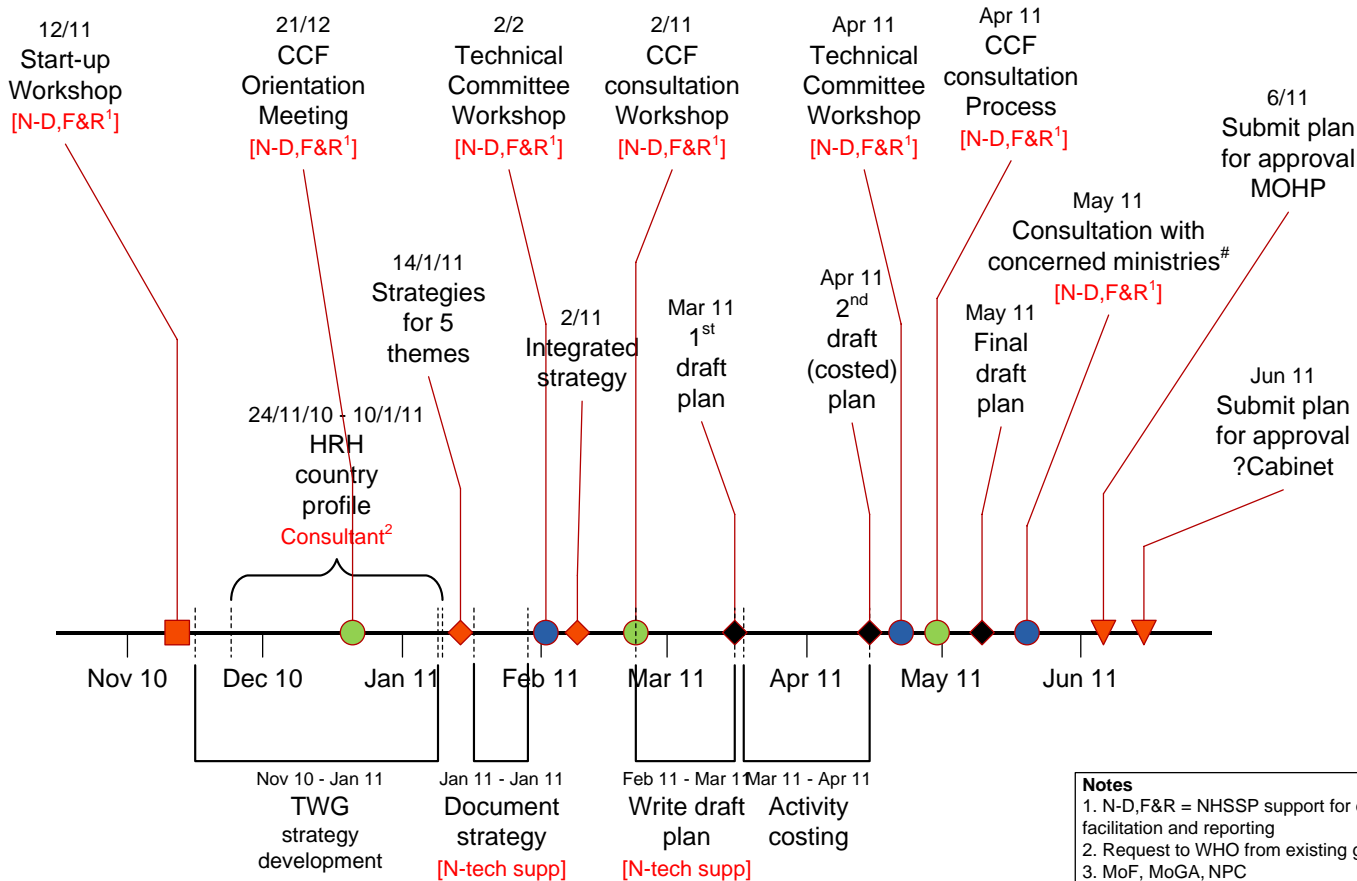 12/11
Start-up
Workshop
[N-D,F&R¹]
21/12
CCF
Orientation
Meeting
[N-D,F&R¹]
2/2
Technical
Committee
Workshop
[N-D,F&R¹]
2/11
CCF
consultation
Workshop
[N-D,F&R¹]
Apr 11
Technical
Committee
Workshop
[N-D,F&R¹]
Apr 11
CCF
consultation
Process
[N-D,F&R¹]
6/11
Submit plan
for approval
MOHP
May 11
Consultation with
concerned ministries#
[N-D,F&R¹]
14/1/11
Strategies
for 5
themes
2/11
Integrated
strategy
Mar 11
1st
draft
plan
Apr 11
2nd
draft
(costed)
plan
May 11
Final
draft
plan
Jun 11
Submit plan
for approval
?Cabinet
24/11/10 - 10/1/11
HRH
country
profile
Consultant²
Nov 10
Dec 10
Jan 11
Feb 11
Mar 11
Apr 11
May 11
Jun 11
Nov 10 - Jan 11
TWG
strategy
development
Jan 11 - Jan 11
Document
strategy
[N-tech supp]
Feb 11 - Mar 11
Write draft
plan
[N-tech supp]
Mar 11 - Apr 11
Activity
costing
Notes
1. N-D,F&R = NHSSP support for
facilitation and reporting
2. Request to WHO from existing
3. MoF, MoGA, NPC